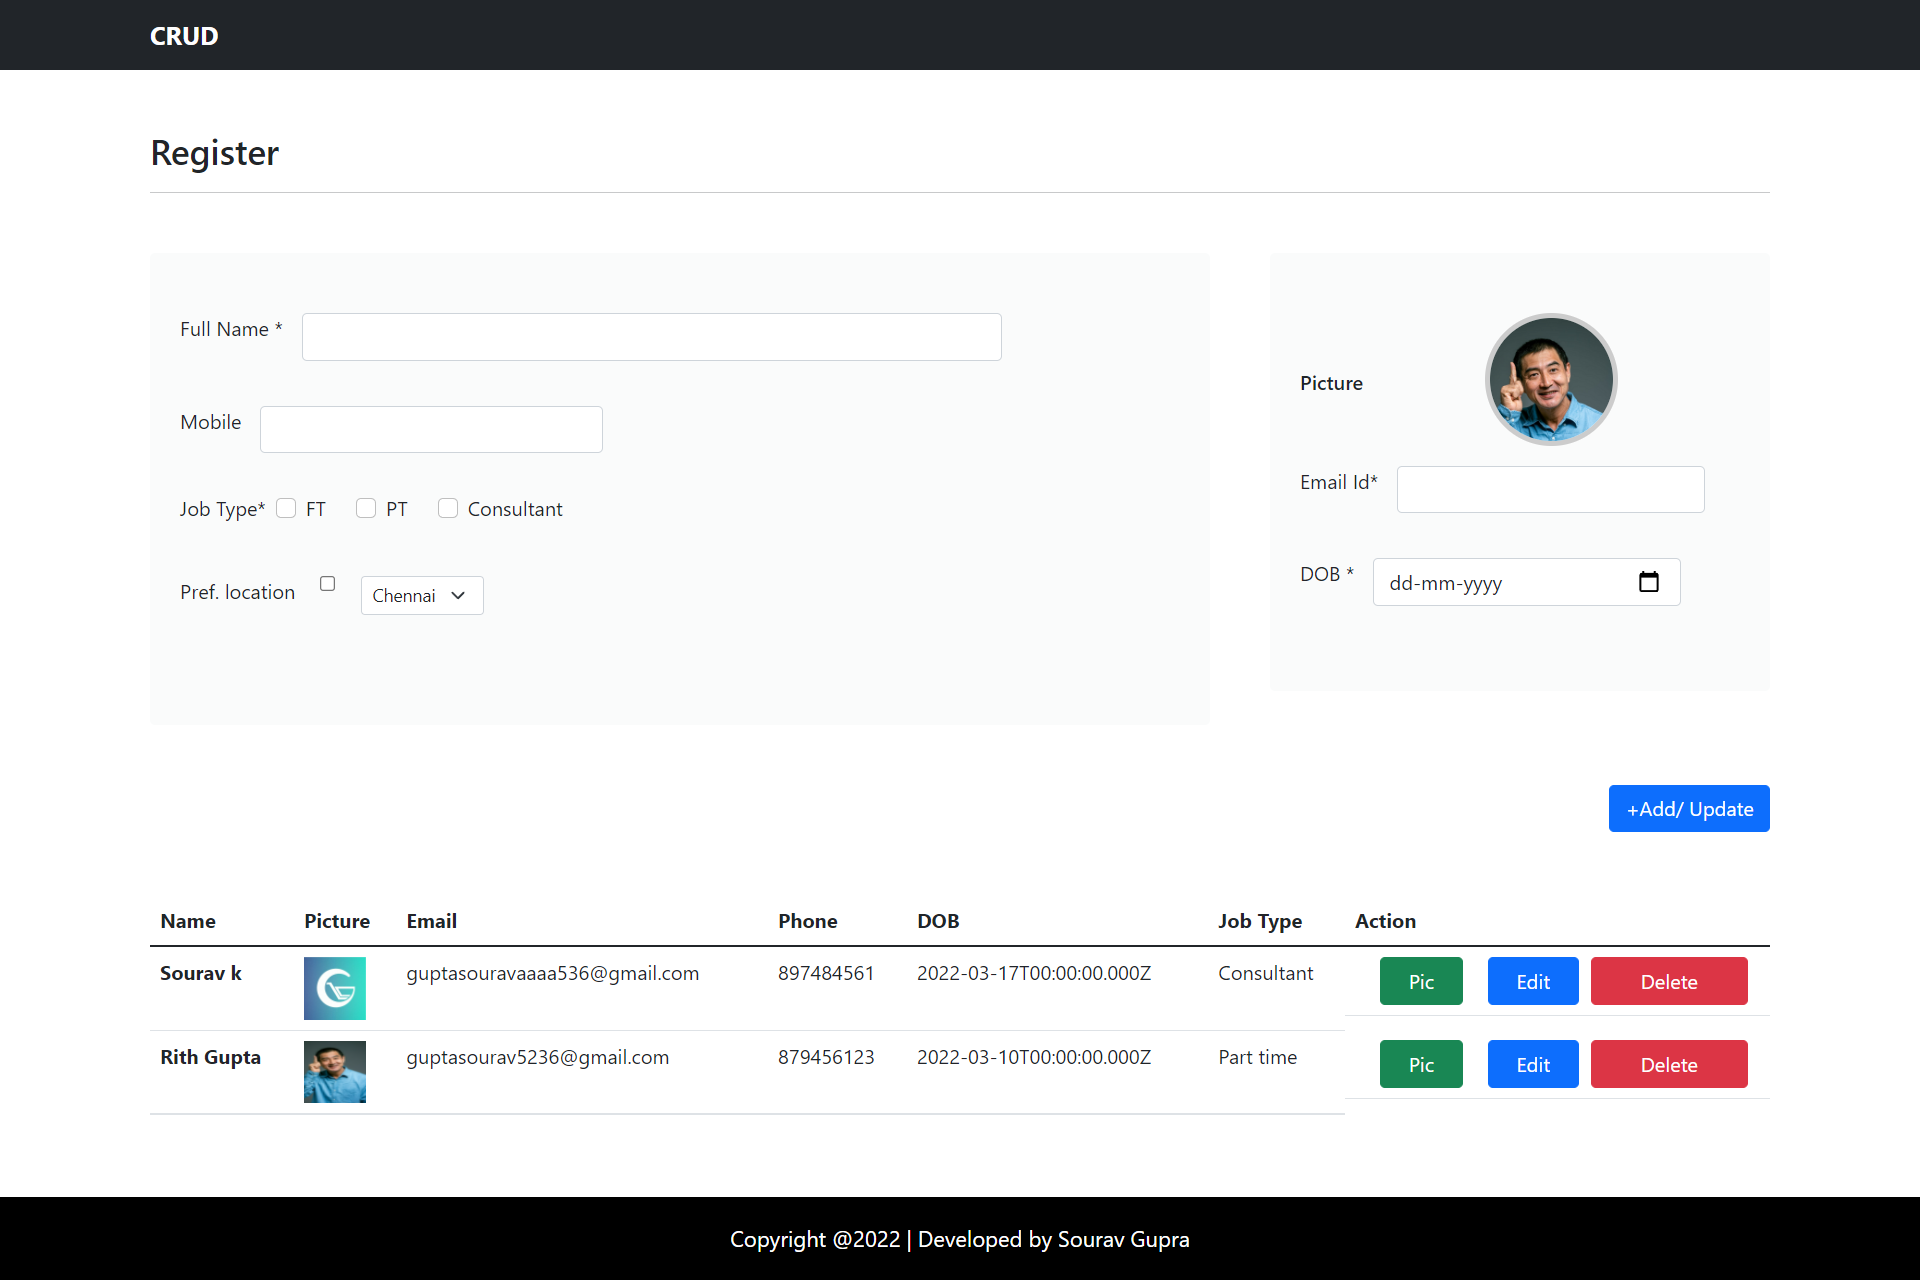 CRUD
Register
Full Name *
Mobile
Job Type* FT PT Consultant
Pref. location Chennai
Picture
Email Id*
DOB * dd-mm-yyyy
+Add/ Update
Name Picture Email Phone DOB Job Type Action
Sourav k guptasouravaaaa536@gmail.com 897484561 2022-03-17T00:00:00.000Z Consultant Pic Edit Delete
Rith Gupta guptasourav5236@gmail.com 879456123 2022-03-10T00:00:00.000Z Part time Pic Edit Delete
Copyright @2022 | Developed by Sourav Gupra